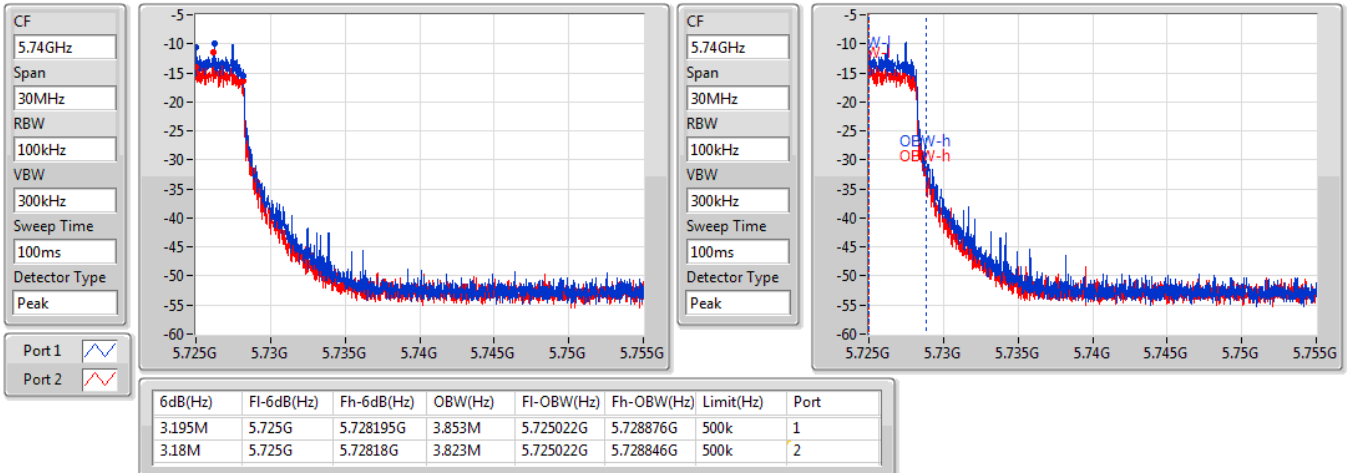 CF
5.74GHz
Span
30MHz
RBW
100kHz
VBW
300kHz
Sweep Time
100ms
Detector Type
Peak
-5
-10
-15
-20
-25
-30
-35
-40
-45
-50
-55
-60
5.725G 5.73G 5.735G 5.74G 5.745G 5.75G 5.755G
CF
5.74GHz
Span
30MHz
RBW
100kHz
VBW
300kHz
Sweep Time
100ms
Detector Type
Peak
-5
-10
-15
-20
-25
-30
-35
-40
-45
-50
-55
-60
OBW-h
OBW-h
5.725G 5.73G 5.735G 5.74G 5.745G 5.75G 5.755G
Port 1
Port 2
6dB(Hz) Fl-6dB(Hz) Fh-6dB(Hz) OBW(Hz) Fl-OBW(Hz) Fh-OBW(Hz) Limit(Hz) Port
3.195M 5.725G 5.728195G 3.853M 5.725022G 5.728876G 500k 1
3.18M 5.725G 5.72818G 3.823M 5.725022G 5.728846G 500k 2